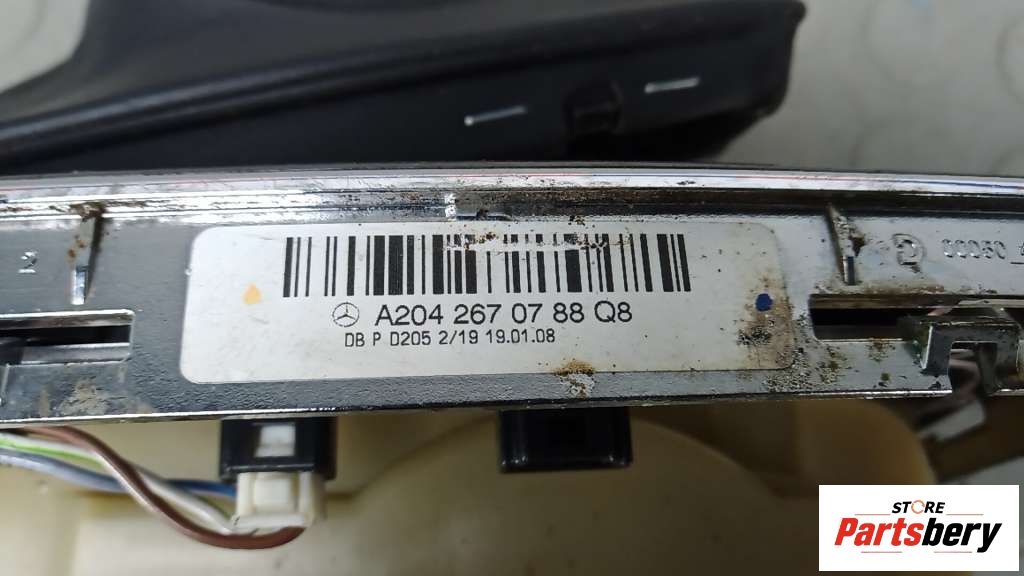 2
A204 267 07 88 Q8
DB P D205 2/19 19.01.08
STORE
Partsbery